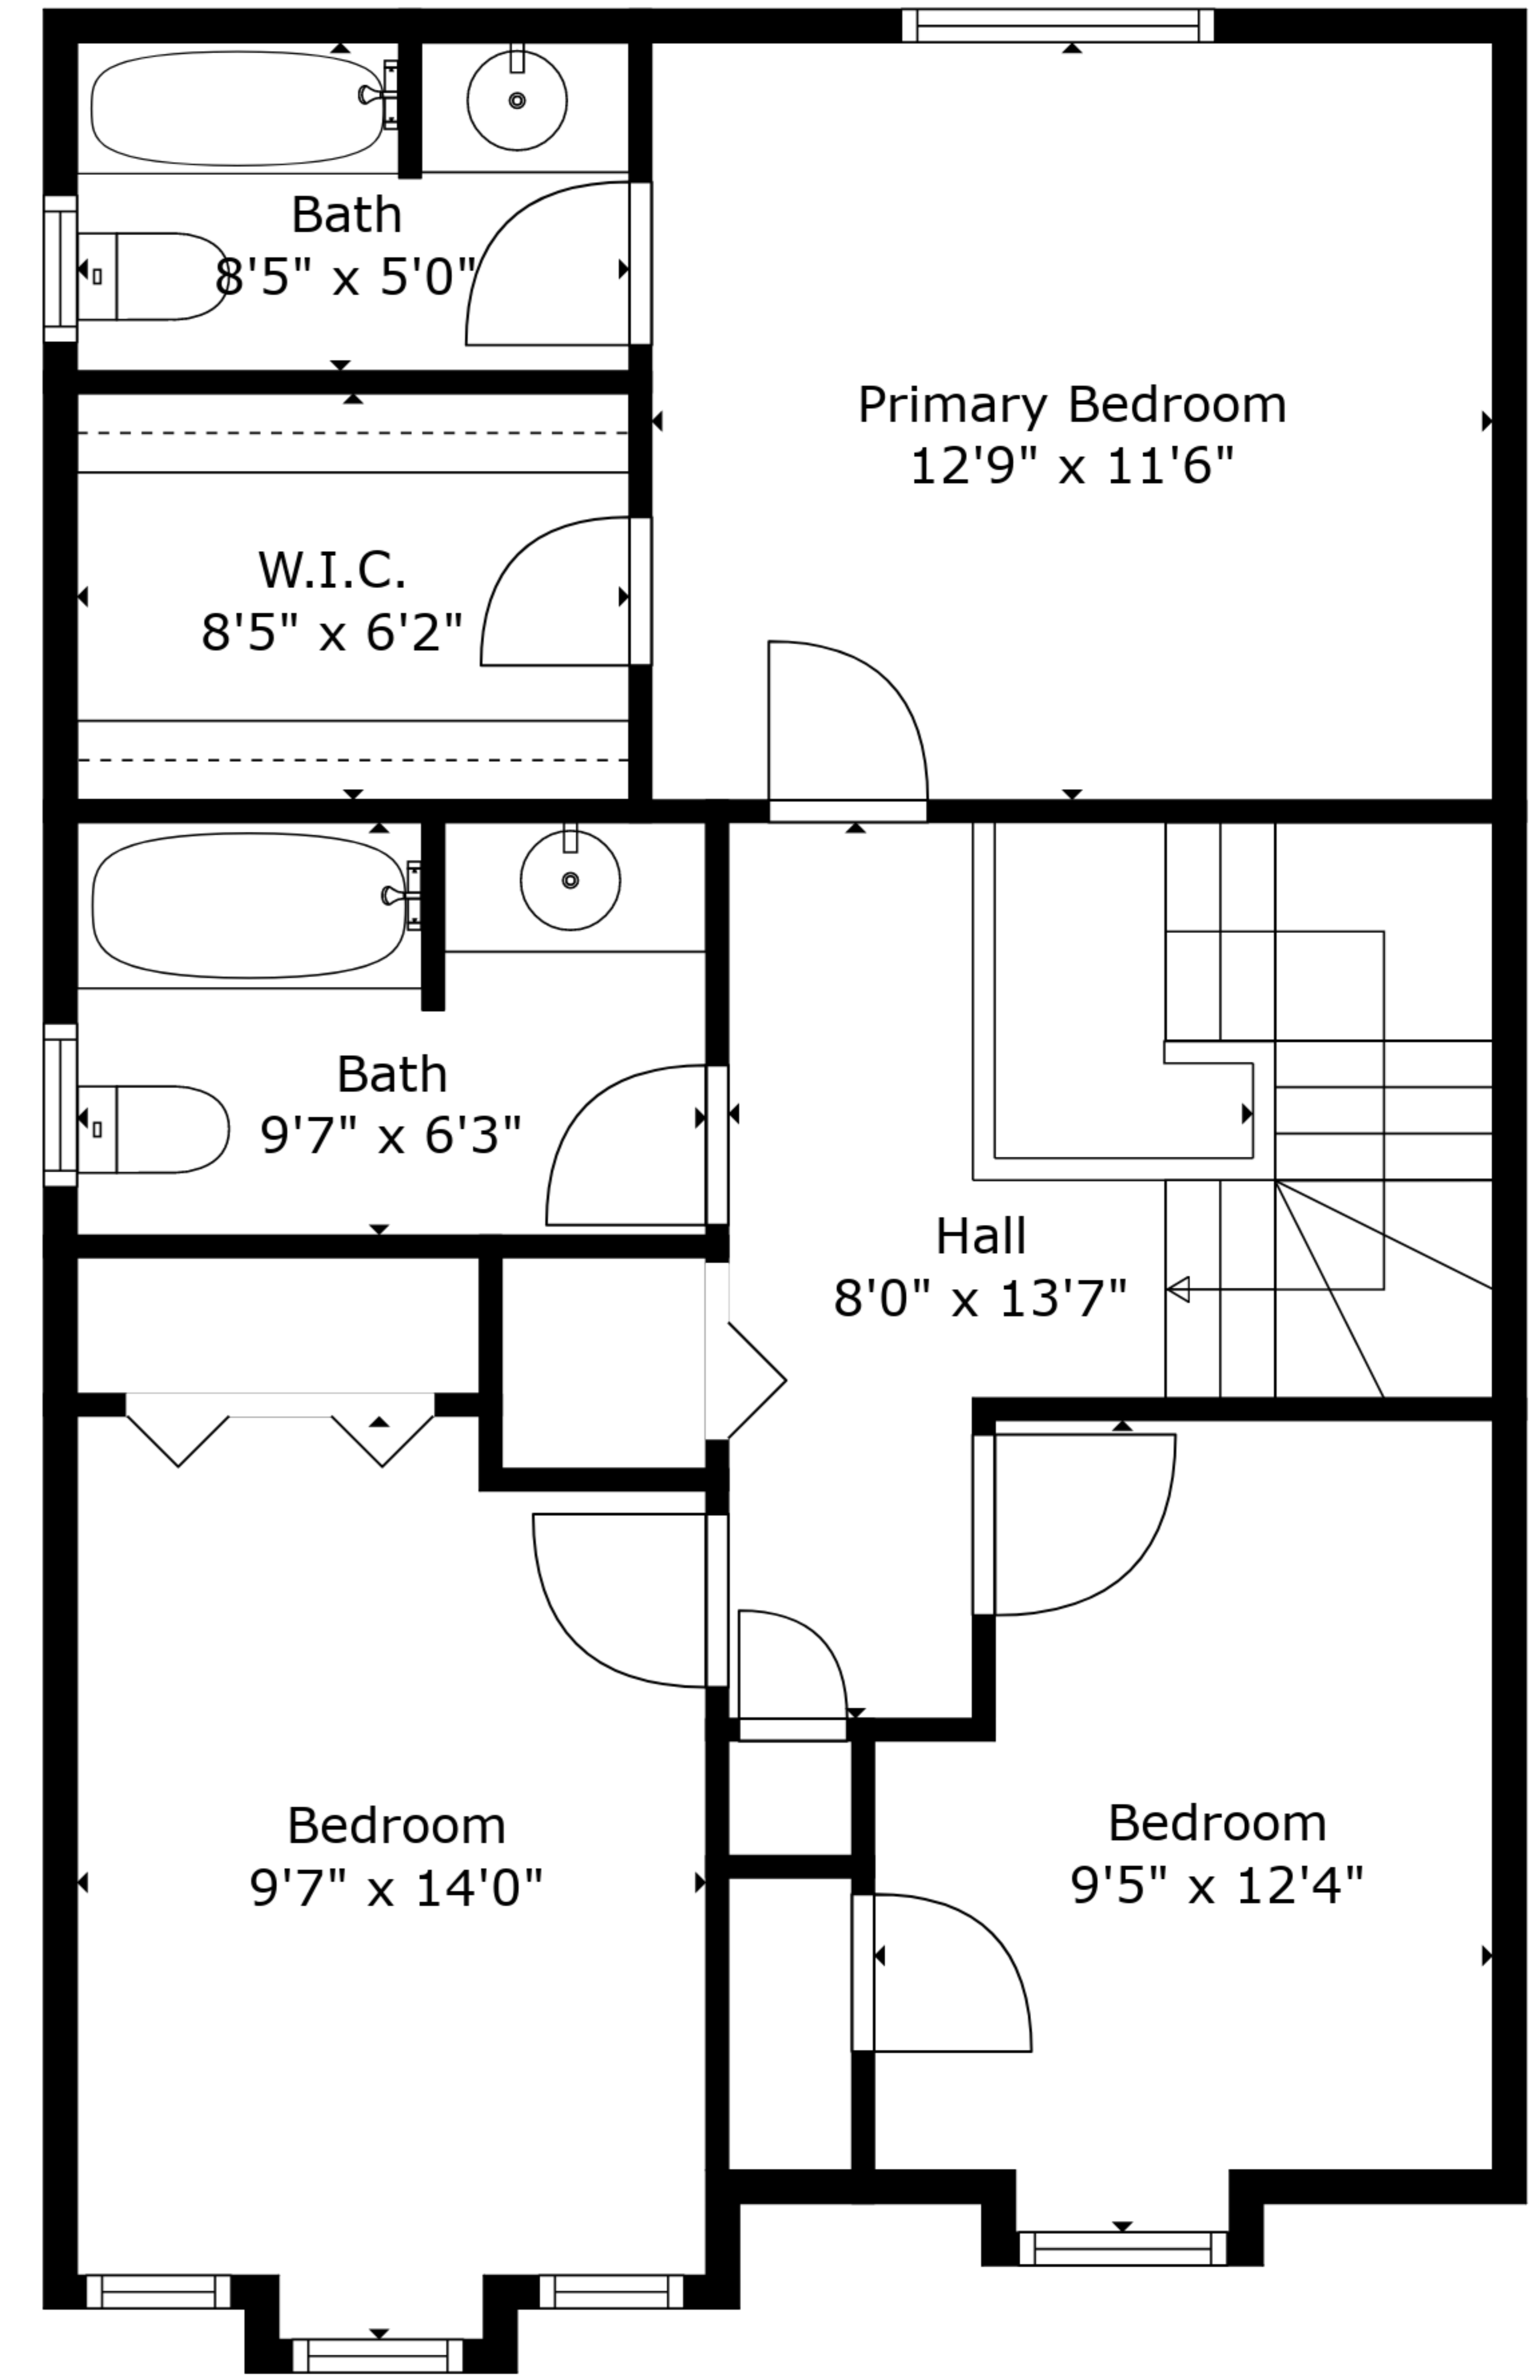 Bath
8'5" x 5'0"
Primary Bedroom
12'9" x 11'6"
W.I.C.
8'5" x 6'2"
Bath
9'7" x 6'3"
Hall
8'0" x 13'7"
Bedroom
9'7" x 14'0"
Bedroom
9'5" x 12'4"